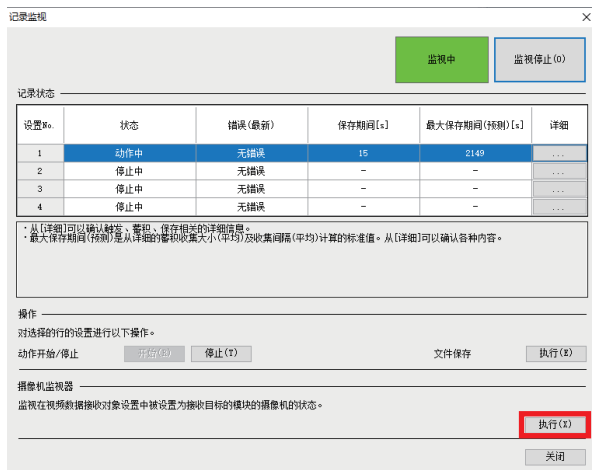 记录监视
监视中 监视停止(O)
记录状态
设置No. 状态 错误(最新) 保存期间[s] 最大保存期间(预测)[s] 详细
1 动作中 无错误 15 2149 ...
2 停止中 无错误 - - ...
3 停止中 无错误 - - ...
4 停止中 无错误 - - ...
・从[详细]可以确认触发、蓄积、保存相关的详细信息。
・最大保存期间(预测)是从详细的蓄积收集大小(平均)及收集间隔(平均)计算的标准值。从[详细]可以确认各种内容。
操作
对选择的行的设置进行以下操作。
动作开始/停止 开始(S) 停止(T) 文件保存 执行(E)
摄像机监视器
监视在视频数据接收对象设置中被设置为接收目标的模块的摄像机的状态。
执行(X)
关闭